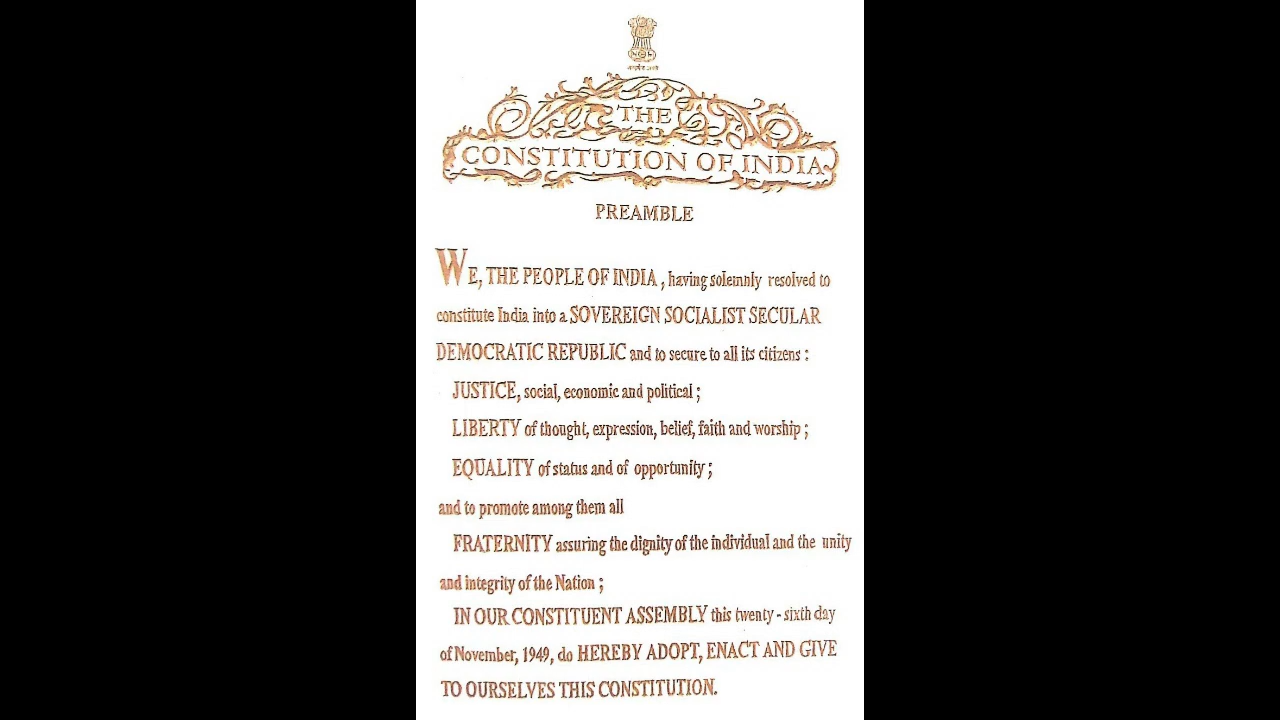 THE
CONSTITUTION OF INDIA
PREAMBLE
WE, THE PEOPLE OF INDIA , having solemnly resolved to
constitute India into a SOVEREIGN SOCIALIST SECULAR
DEMOCRATIC REPUBLIC and to secure to all its citizens :
JUSTICE, social, economic and political ;
LIBERTY of thought, expression, belief, faith and worship ;
EQUALITY of status and of opportunity ;
and to promote among them all
FRATERNITY assuring the dignity of the individual and the unity
and integrity of the Nation ;
IN OUR CONSTITUENT ASSEMBLY this twenty - sixth day
of November, 1949, do HEREBY ADOPT, ENACT AND GIVE
TO OURSELVES THIS CONSTITUTION.